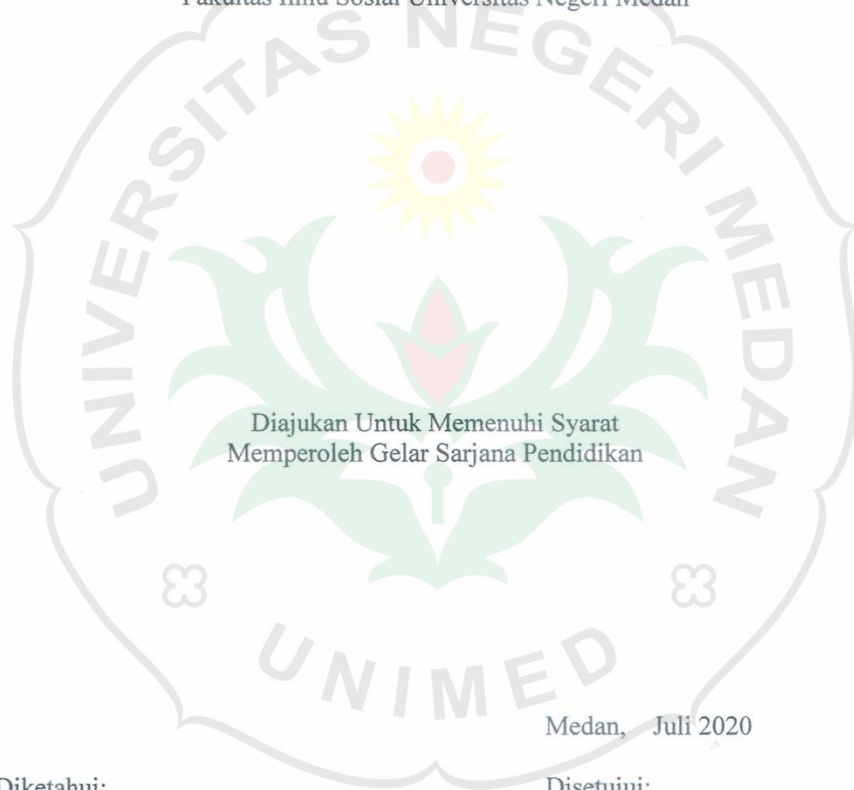 Fakultas Ilmu Sosial Universitas Negeri Medan
UNIVERSITAS NEGERI MEDAN
Diajukan Untuk Memenuhi Syarat
Memperoleh Gelar Sarjana Pendidikan
UNIMED
Medan, Juli 2020
Diketahui:
Disetujui: